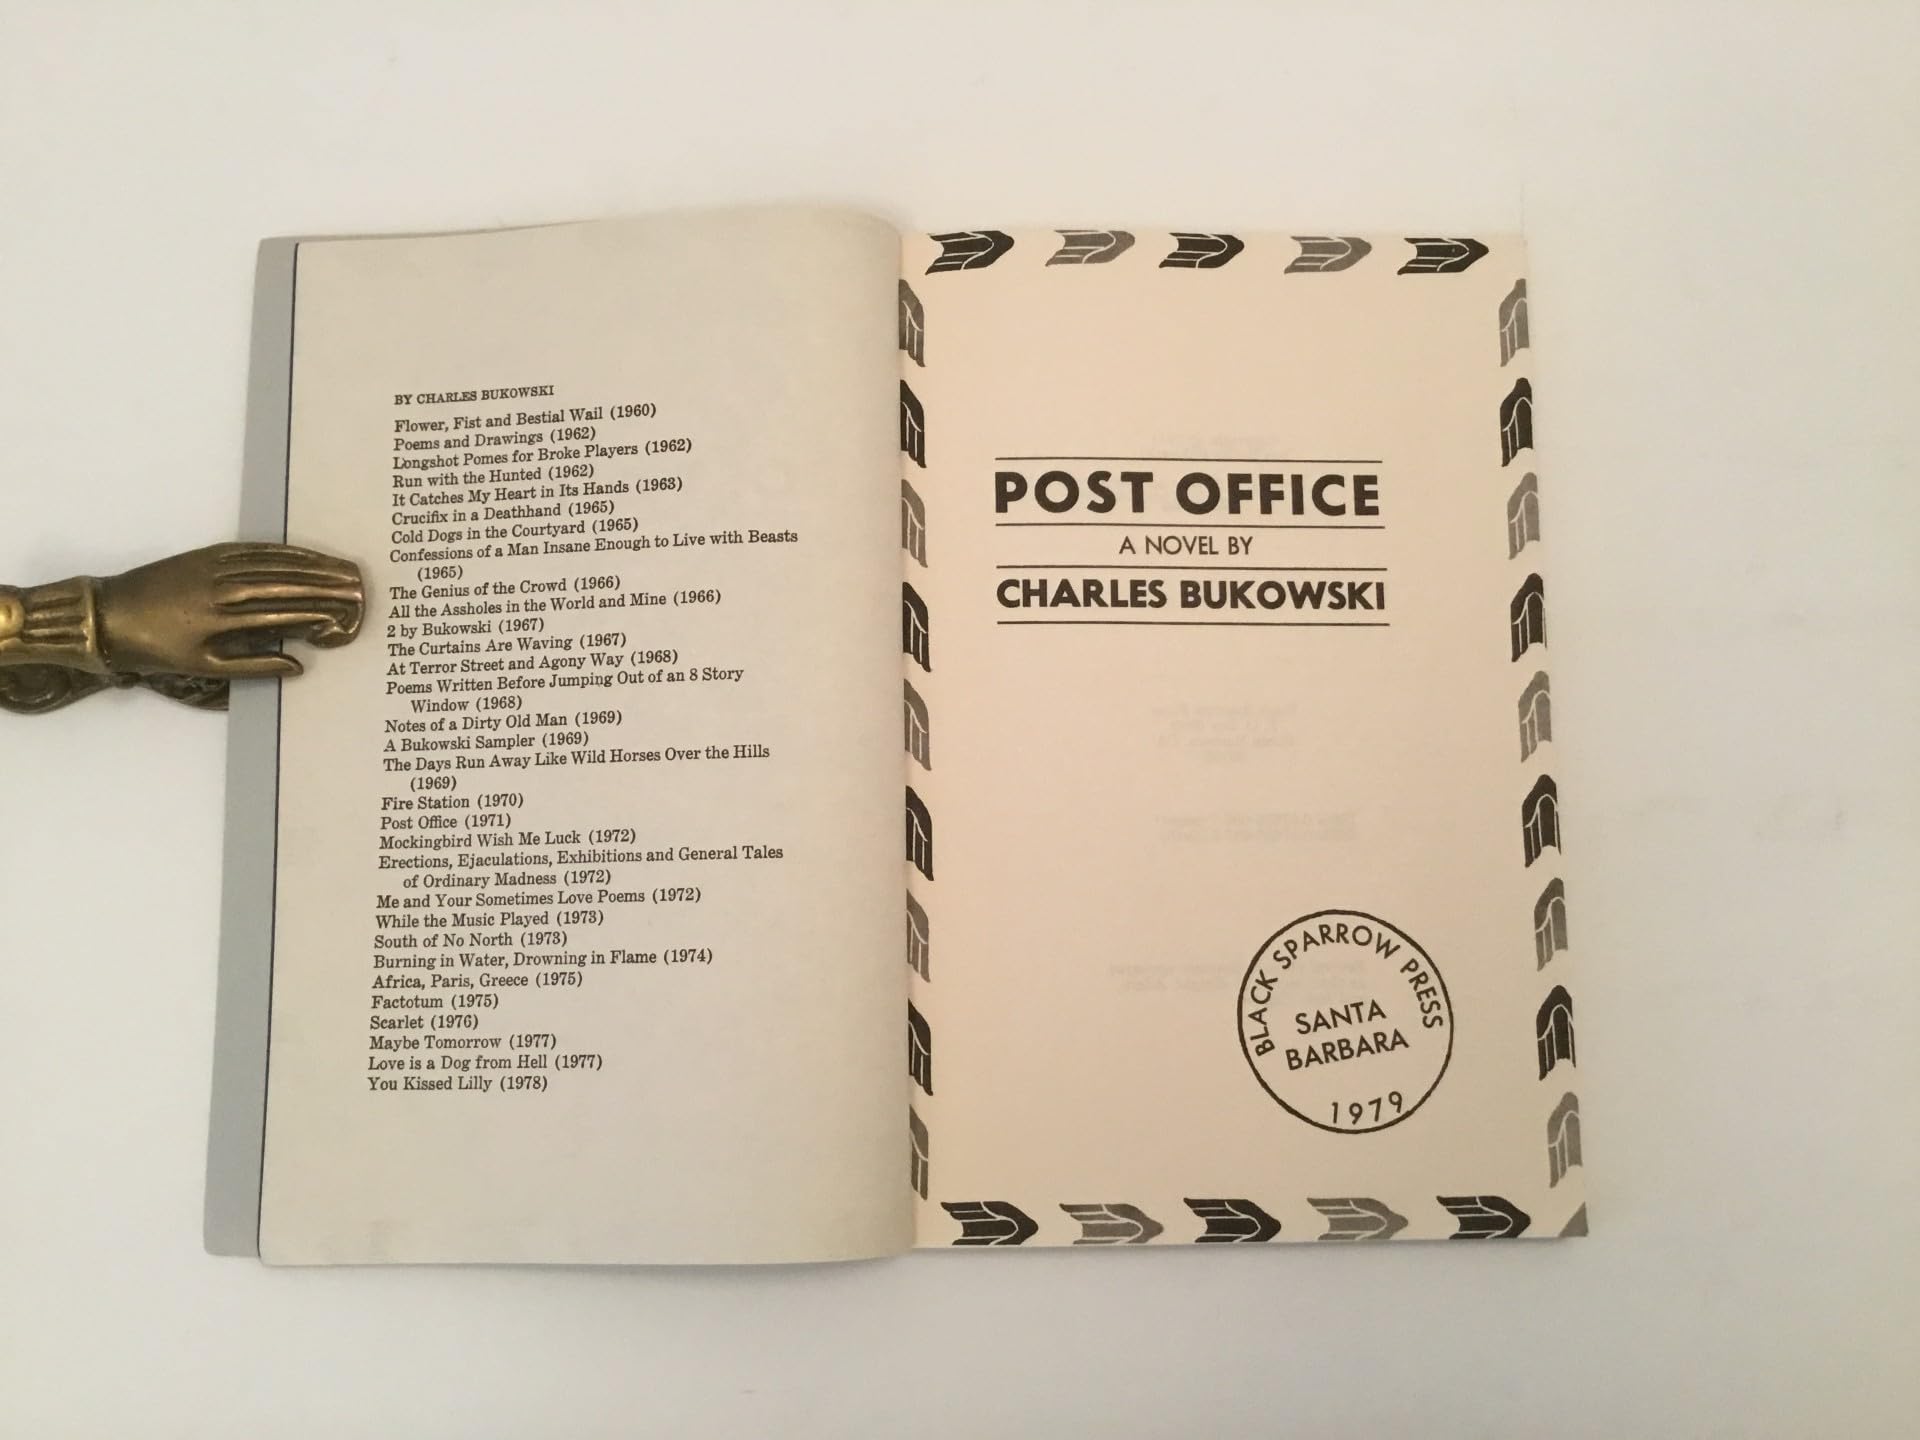 BY CHARLES BUKOWSKI
Flower, Fist and Bestial Wail (1960)
Poems and Drawings (1962)
Longshot Pomes for Broke Players (1962)
Run with the Hunted (1962)
It Catches My Heart in Its Hands (1963)
Crucifix in a Deathhand (1965)
Cold Dogs in the Courtyard (1965)
Confessions of a Man Insane Enough to Live with Beasts
(1965)
The Genius of the Crowd (1966)
All the Assholes in the World and Mine (1966)
2 by Bukowski (1967)
The Curtains Are Waving (1967)
At Terror Street and Agony Way (1968)
Poems Written Before Jumping Out of an 8 Story
Window (1968)
Notes of a Dirty Old Man (1969)
A Bukowski Sampler (1969)
The Days Run Away Like Wild Horses Over the Hills
(1969)
Fire Station (1970)
Post Office (1971)
Mockingbird Wish Me Luck (1972)
Erections, Ejaculations, Exhibitions and General Tales
of Ordinary Madness (1972)
Me and Your Sometimes Love Poems (1972)
While the Music Played (1973)
South of No North (1973)
Burning in Water, Drowning in Flame (1974)
Africa, Paris, Greece (1975)
Factotum (1975)
Scarlet (1976)
Maybe Tomorrow (1977)
Love is a Dog from Hell (1977)
You Kissed Lilly (1978)
POST OFFICE
A NOVEL BY
CHARLES BUKOWSKI
BLACK SPARROW PRESS
SANTA
BARBARA
1979